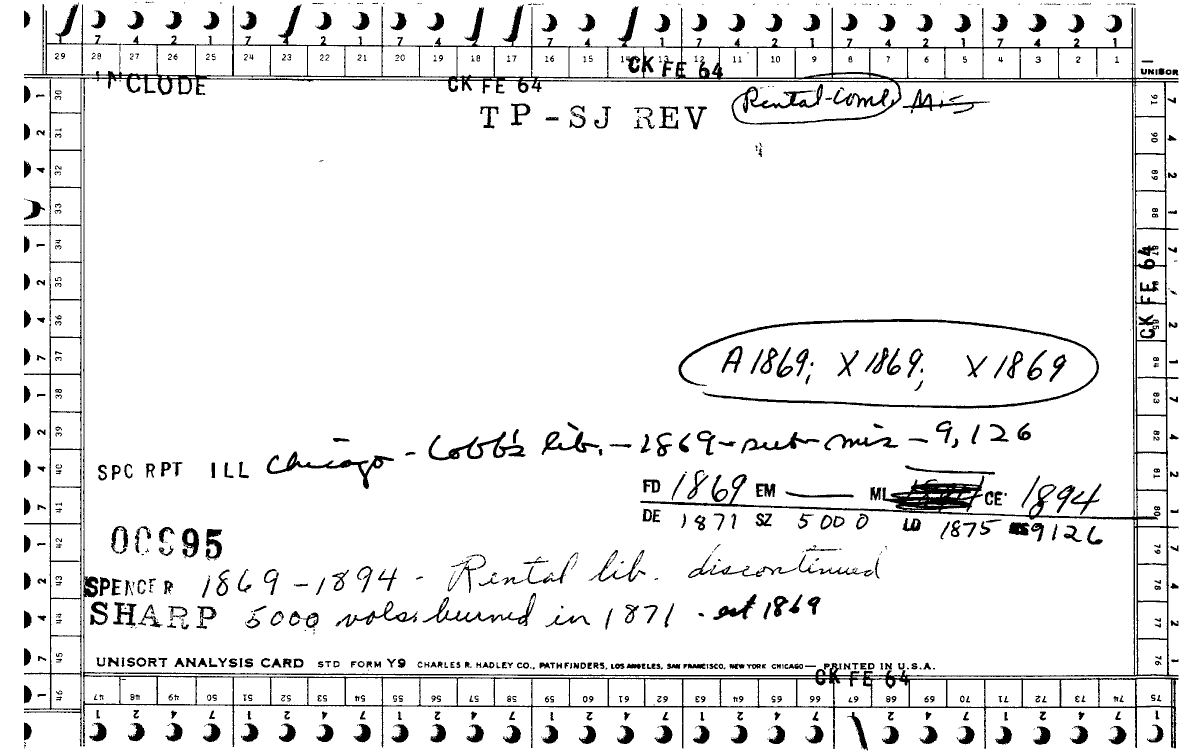 7 4 2 1 7 4 2 1 7 4 2 1 7 4 2 1 7 4 2 1 7 4 2 1 7 4 2 1
29 28 27 26 25 24 23 22 21 20 19 18 17 16 15 14 13 12 11 10 9 8 7 6 5 4 3 2 1
UNISOR
CK FE 64
INCLODE CK FE 64
TP-SJ REV Rental-Coml. Mis
A 1869; X 1869; X 1869
SPC RPT ILL Chicago - Cobb's lib. - 1869 - sub - mis - 9,126
FD 1869 EM — ML CE 1894
DE 1871 SZ 5000 LD 1875 9126
SPENCER 1869-1894 - Rental lib. discontinued
SHARP 5000 vols. burned in 1871 - est 1869
UNISORT ANALYSIS CARD STD FORM Y9 CHARLES R. HADLEY CO., PATHFINDERS, LOS ANGELES, SAN FRANCISCO, NEW YORK CHICAGO — PRINTED IN U.S.A.
CK FE 64
CK FE 64
30 31 32 33 34 35 36 37 38 39 40 41 42 43 44 45 46
91 90 89 88 87 86 85 84 83 82 81 80 79 78 77 76 75
47 48 49 50 51 52 53 54 55 56 57 58 59 60 61 62 63 64 65 66 67 68 69 70 71 72 73 74